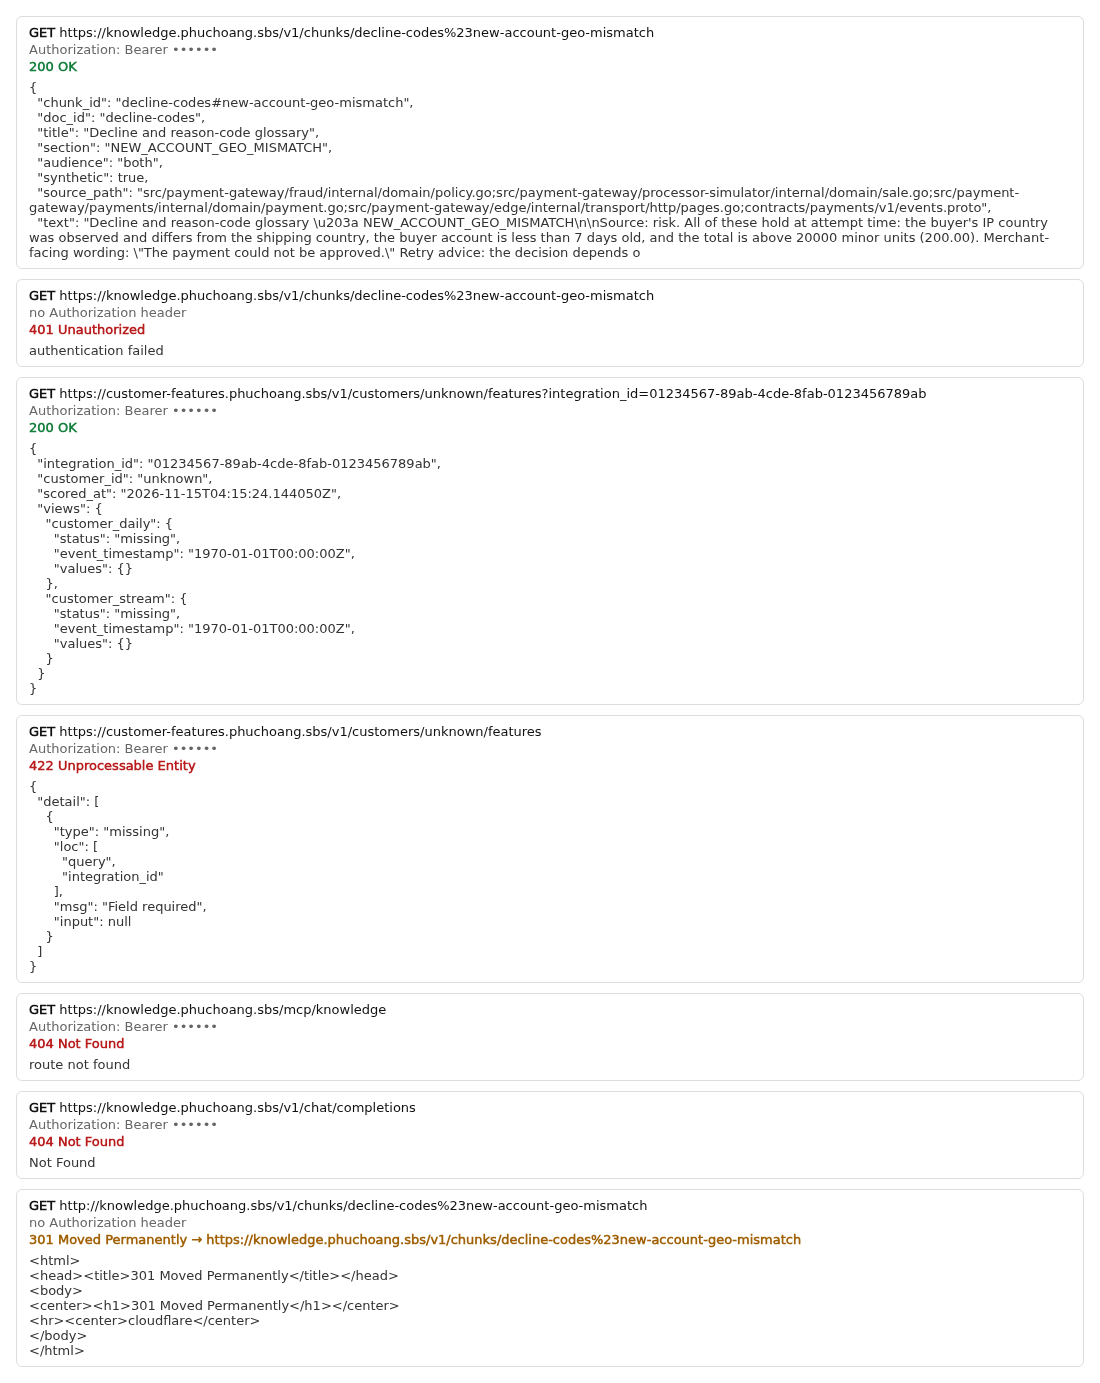 GET https://knowledge.phuchoang.sbs/v1/chunks/decline-codes%23new-account-geo-mismatch
Authorization: Bearer ••••••
200 OK
{
  "chunk_id": "decline-codes#new-account-geo-mismatch",
  "doc_id": "decline-codes",
  "title": "Decline and reason-code glossary",
  "section": "NEW_ACCOUNT_GEO_MISMATCH",
  "audience": "both",
  "synthetic": true,
  "source_path": "src/payment-gateway/fraud/internal/domain/policy.go;src/payment-gateway/processor-simulator/internal/domain/sale.go;src/payment-
gateway/payments/internal/domain/payment.go;src/payment-gateway/edge/internal/transport/http/pages.go;contracts/payments/v1/events.proto",
  "text": "Decline and reason-code glossary \u203a NEW_ACCOUNT_GEO_MISMATCH\n\nSource: risk. All of these hold at attempt time: the buyer's IP country
was observed and differs from the shipping country, the buyer account is less than 7 days old, and the total is above 20000 minor units (200.00). Merchant-
facing wording: \"The payment could not be approved.\" Retry advice: the decision depends o
GET https://knowledge.phuchoang.sbs/v1/chunks/decline-codes%23new-account-geo-mismatch
no Authorization header
401 Unauthorized
authentication failed
GET https://customer-features.phuchoang.sbs/v1/customers/unknown/features?integration_id=01234567-89ab-4cde-8fab-0123456789ab
Authorization: Bearer ••••••
200 OK
{
  "integration_id": "01234567-89ab-4cde-8fab-0123456789ab",
  "customer_id": "unknown",
  "scored_at": "2026-11-15T04:15:24.144050Z",
  "views": {
    "customer_daily": {
      "status": "missing",
      "event_timestamp": "1970-01-01T00:00:00Z",
      "values": {}
    },
    "customer_stream": {
      "status": "missing",
      "event_timestamp": "1970-01-01T00:00:00Z",
      "values": {}
    }
  }
}
GET https://customer-features.phuchoang.sbs/v1/customers/unknown/features
Authorization: Bearer ••••••
422 Unprocessable Entity
{
  "detail": [
    {
      "type": "missing",
      "loc": [
        "query",
        "integration_id"
      ],
      "msg": "Field required",
      "input": null
    }
  ]
}
GET https://knowledge.phuchoang.sbs/mcp/knowledge
Authorization: Bearer ••••••
404 Not Found
route not found
GET https://knowledge.phuchoang.sbs/v1/chat/completions
Authorization: Bearer ••••••
404 Not Found
Not Found
GET http://knowledge.phuchoang.sbs/v1/chunks/decline-codes%23new-account-geo-mismatch
no Authorization header
301 Moved Permanently → https://knowledge.phuchoang.sbs/v1/chunks/decline-codes%23new-account-geo-mismatch
<html>
<head><title>301 Moved Permanently</title></head>
<body>
<center><h1>301 Moved Permanently</h1></center>
<hr><center>cloudflare</center>
</body>
</html>